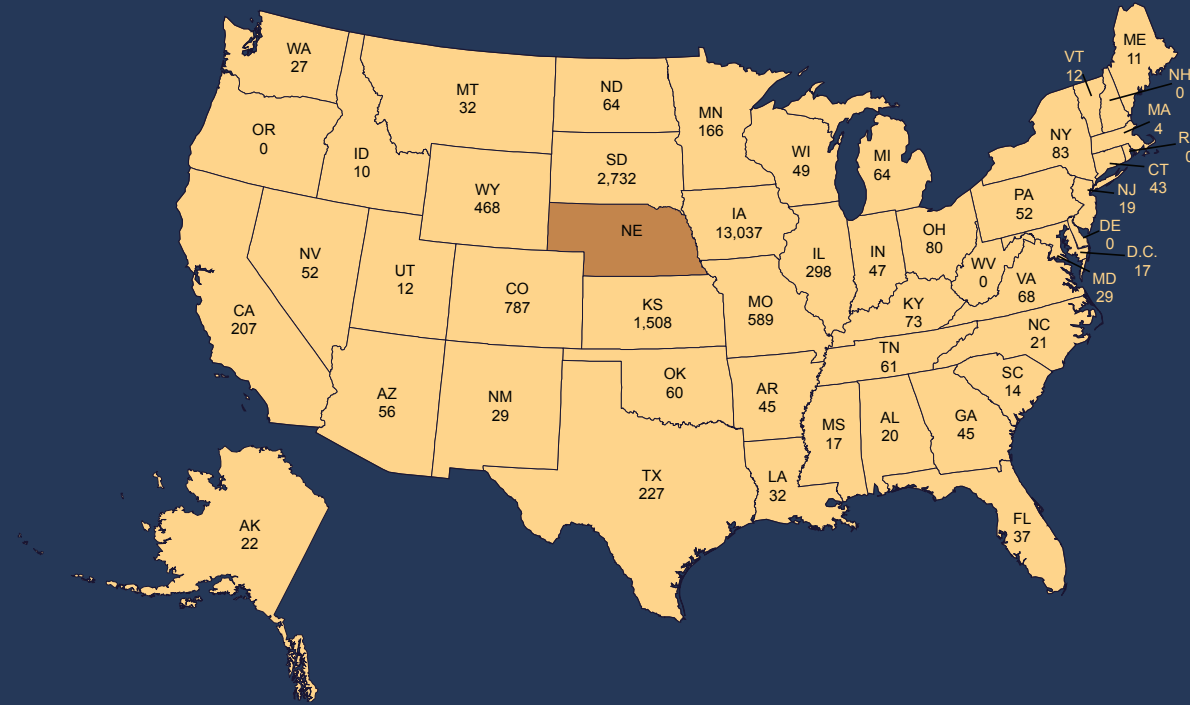 ME
11
VT
12
NH
0
WA
27
MT
32
ND
64
MN
166
MA
4
OR
0
ID
10
SD
2,732
WI
49
MI
64
NY
83
R
0
CT
43
WY
468
NJ
19
PA
52
IA
13,037
NE
OH
80
DE
0
D.C.
17
NV
52
UT
12
CO
787
IL
298
IN
47
WV
0
MD
29
VA
68
CA
207
KS
1,508
MO
589
KY
73
NC
21
TN
61
AZ
56
NM
29
OK
60
AR
45
SC
14
MS
17
AL
20
GA
45
TX
227
LA
32
AK
22
FL
37